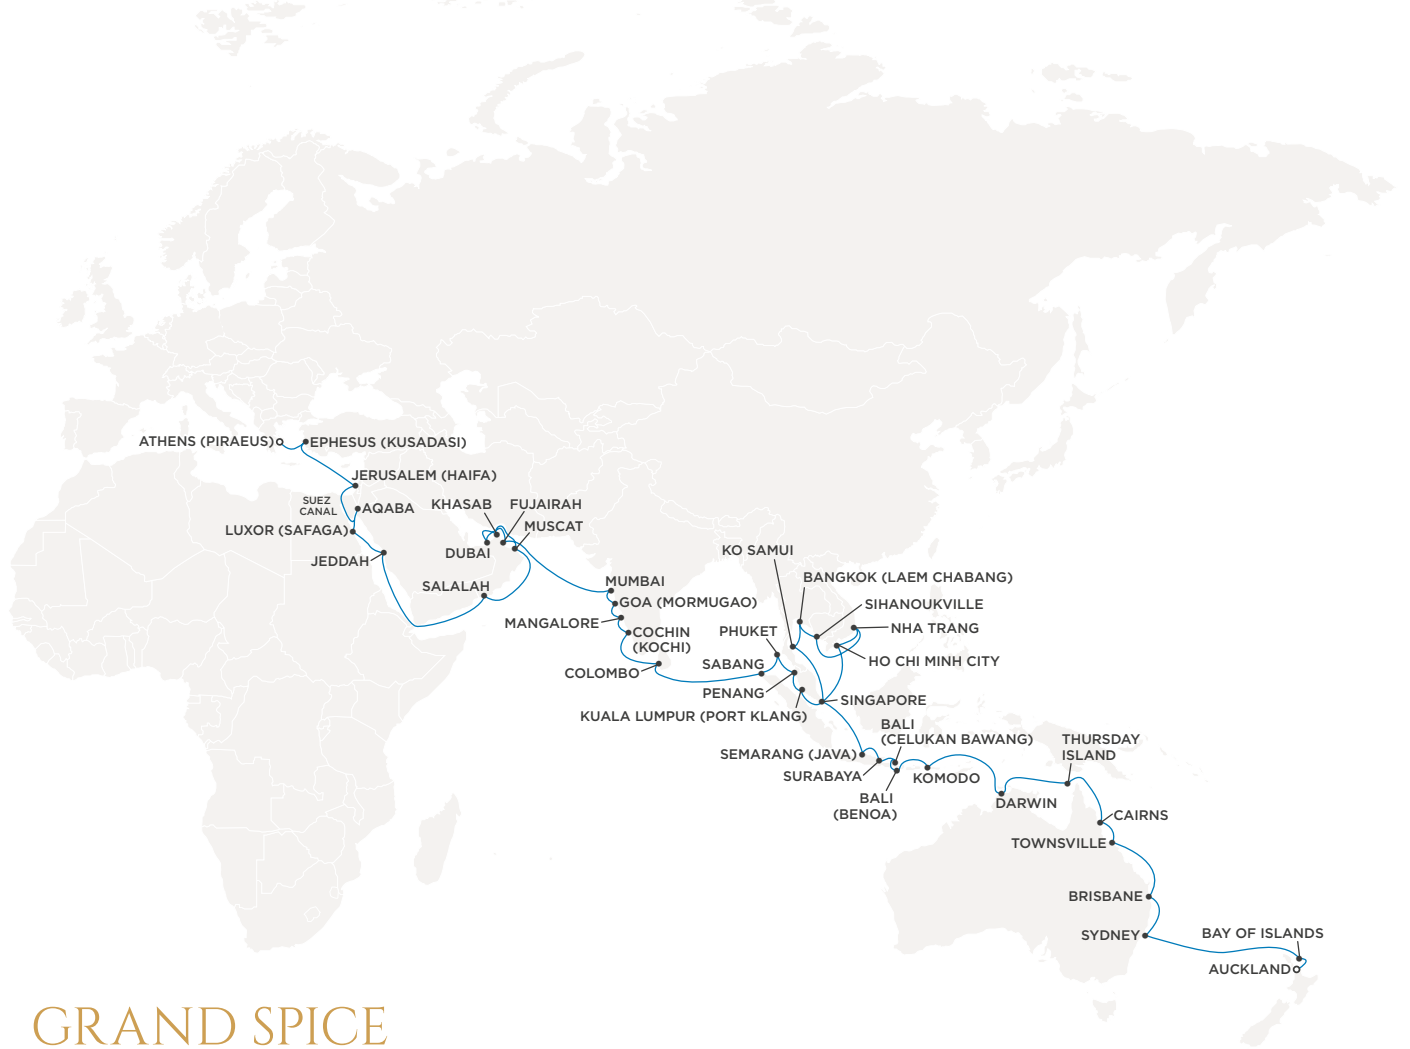 ATHENS (PIRAEUS)
EPHESUS (KUSADASI)
JERUSALEM (HAIFA)
SUEZ
CANAL
AQABA
LUXOR (SAFAGA)
JEDDAH
KHASAB
FUJAIRAH
MUSCAT
DUBAI
SALALAH
MUMBAI
GOA (MORMUGAO)
MANGALORE
COCHIN
(KOCHI)
COLOMBO
KO SAMUI
BANGKOK (LAEM CHABANG)
SIHANOUKVILLE
NHA TRANG
HO CHI MINH CITY
PHUKET
SABANG
PENANG
KUALA LUMPUR (PORT KLANG)
SINGAPORE
BALI
(CELUKAN BAWANG)
SEMARANG (JAVA)
SURABAYA
BALI
(BENOA)
KOMODO
THURSDAY
ISLAND
DARWIN
CAIRNS
TOWNSVILLE
BRISBANE
SYDNEY
BAY OF ISLANDS
AUCKLAND
GRAND SPICE